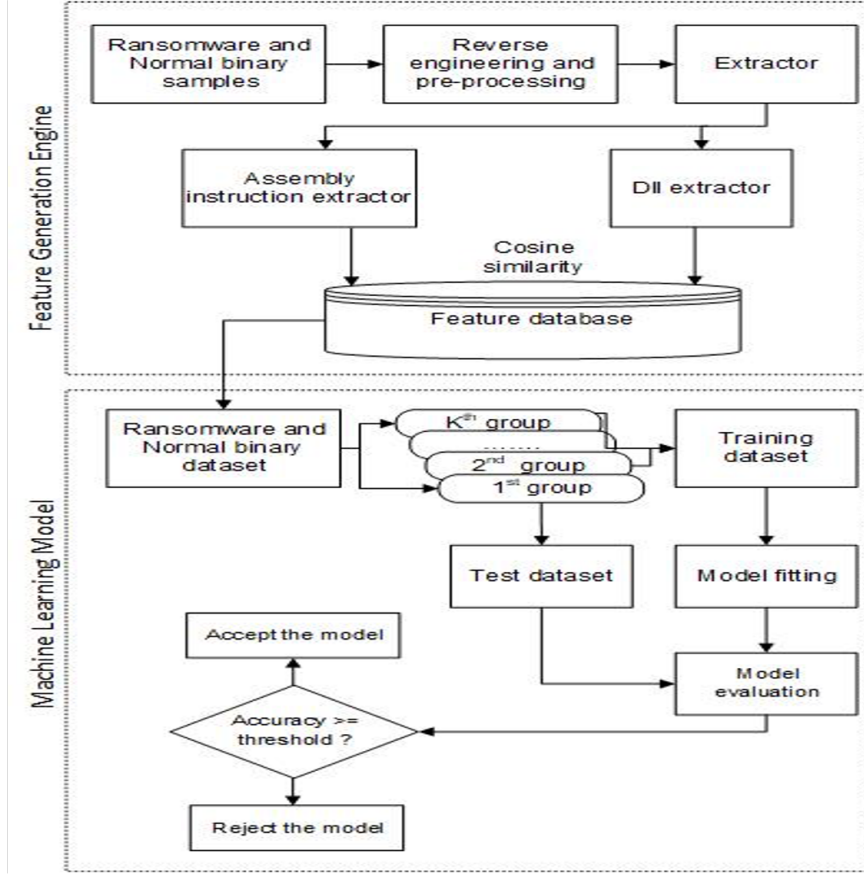 Feature Generation Engine
Ransomware and
Normal binary
samples
Reverse
engineering and
pre-processing
Extractor
Assembly
instruction extractor
Dll extractor
Cosine
similarity
Feature database
Machine Learning Model
Ransomware and
Normal binary
dataset
Kth group
.......
2nd group
1st group
Training
dataset
Test dataset
Model fitting
Accept the model
Model
evaluation
Accuracy >=
threshold ?
Reject the model